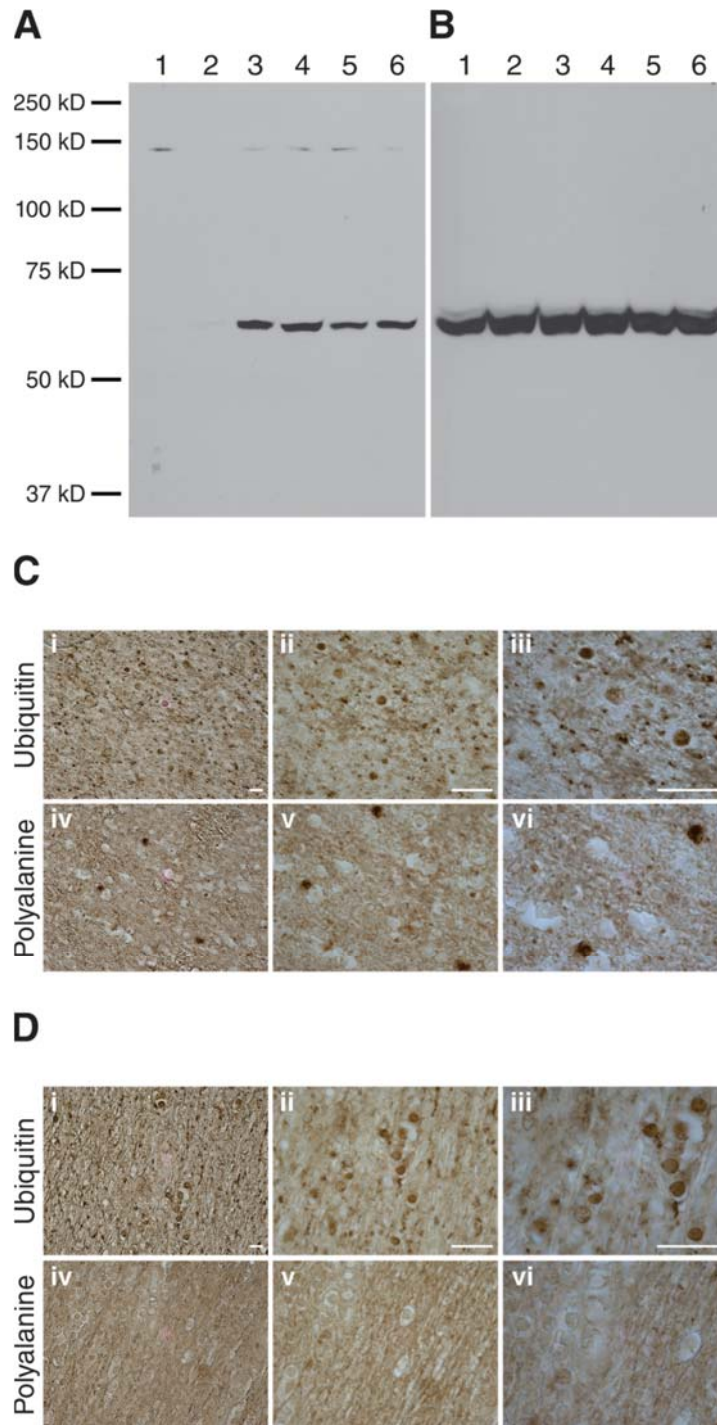 A
B
1 2 3 4 5 6
1 2 3 4 5 6
250 kD
150 kD
100 kD
75 kD
50 kD
37 kD
C
Ubiquitin
i
ii
iii
Polyalanine
iv
v
vi
D
Ubiquitin
i
ii
iii
Polyalanine
iv
v
vi